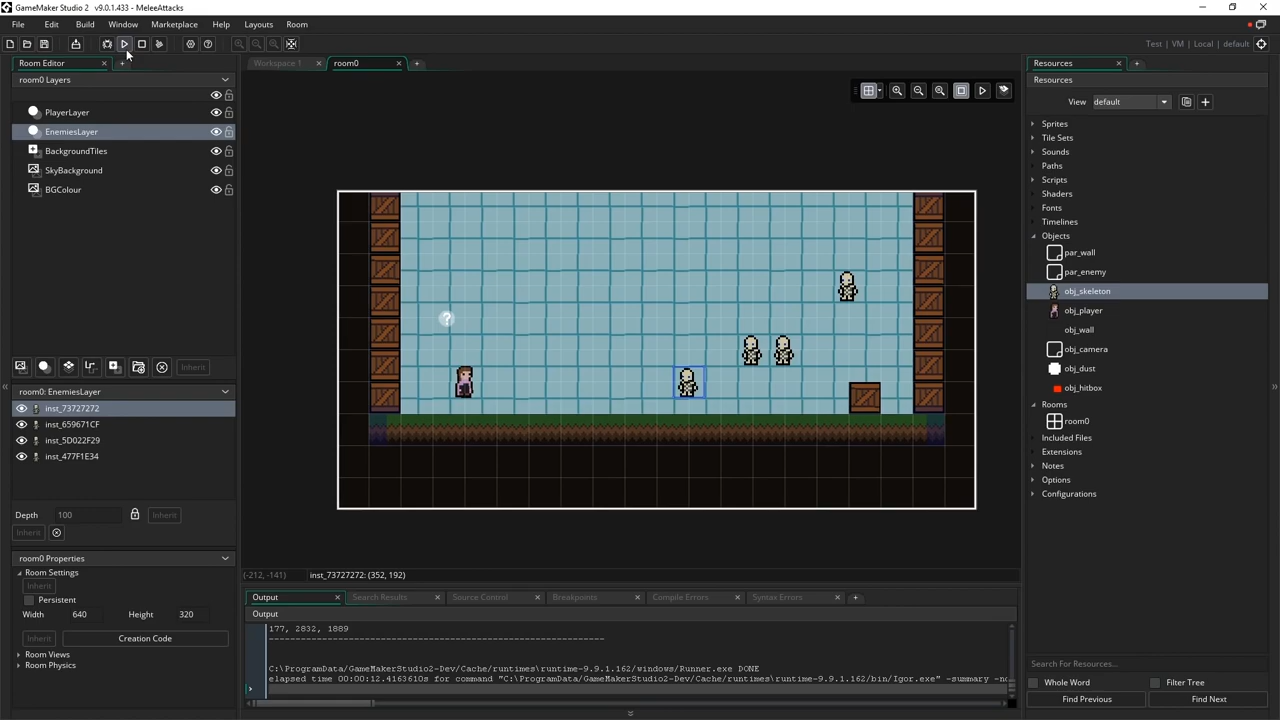 GameMaker Studio 2 - v9.0.1.433 - MeleeAttacks
File Edit Build Window Marketplace Help Layouts Room
Test | VM | Local | default
Room Editor
Workspace 1
room0
Resources
room0 Layers
Resources
View default
PlayerLayer
EnemiesLayer
BackgroundTiles
SkyBackground
BGColour
Sprites
Tile Sets
Sounds
Paths
Scripts
Shaders
Fonts
Timelines
Objects
par_wall
par_enemy
obj_skeleton
obj_player
obj_wall
obj_camera
obj_dust
obj_hitbox
Rooms
room0
Included Files
Extensions
Notes
Options
Configurations
?
Inherit
room0: EnemiesLayer
inst_73727272
inst_659671CF
inst_5D022F29
inst_477F1E34
Depth 100 Inherit
Inherit
room0 Properties
Room Settings
Inherit
Persistent
Width 640 Height 320
Inherit Creation Code
Room Views
Room Physics
(-212, -141) inst_73727272: (352, 192)
Output Search Results Source Control Breakpoints Compile Errors Syntax Errors
Output
177, 2832, 1889
C:\ProgramData/GameMakerStudio2-Dev/Cache/runtimes\runtime-9.9.1.162/windows/Runner.exe DONE
elapsed time 00:00:12.4163610s for command "C:\ProgramData/GameMakerStudio2-Dev/Cache/runtimes\runtime-9.9.1.162/bin/Igor.exe" -summary
Search For Resources...
Whole Word Filter Tree
Find Previous Find Next